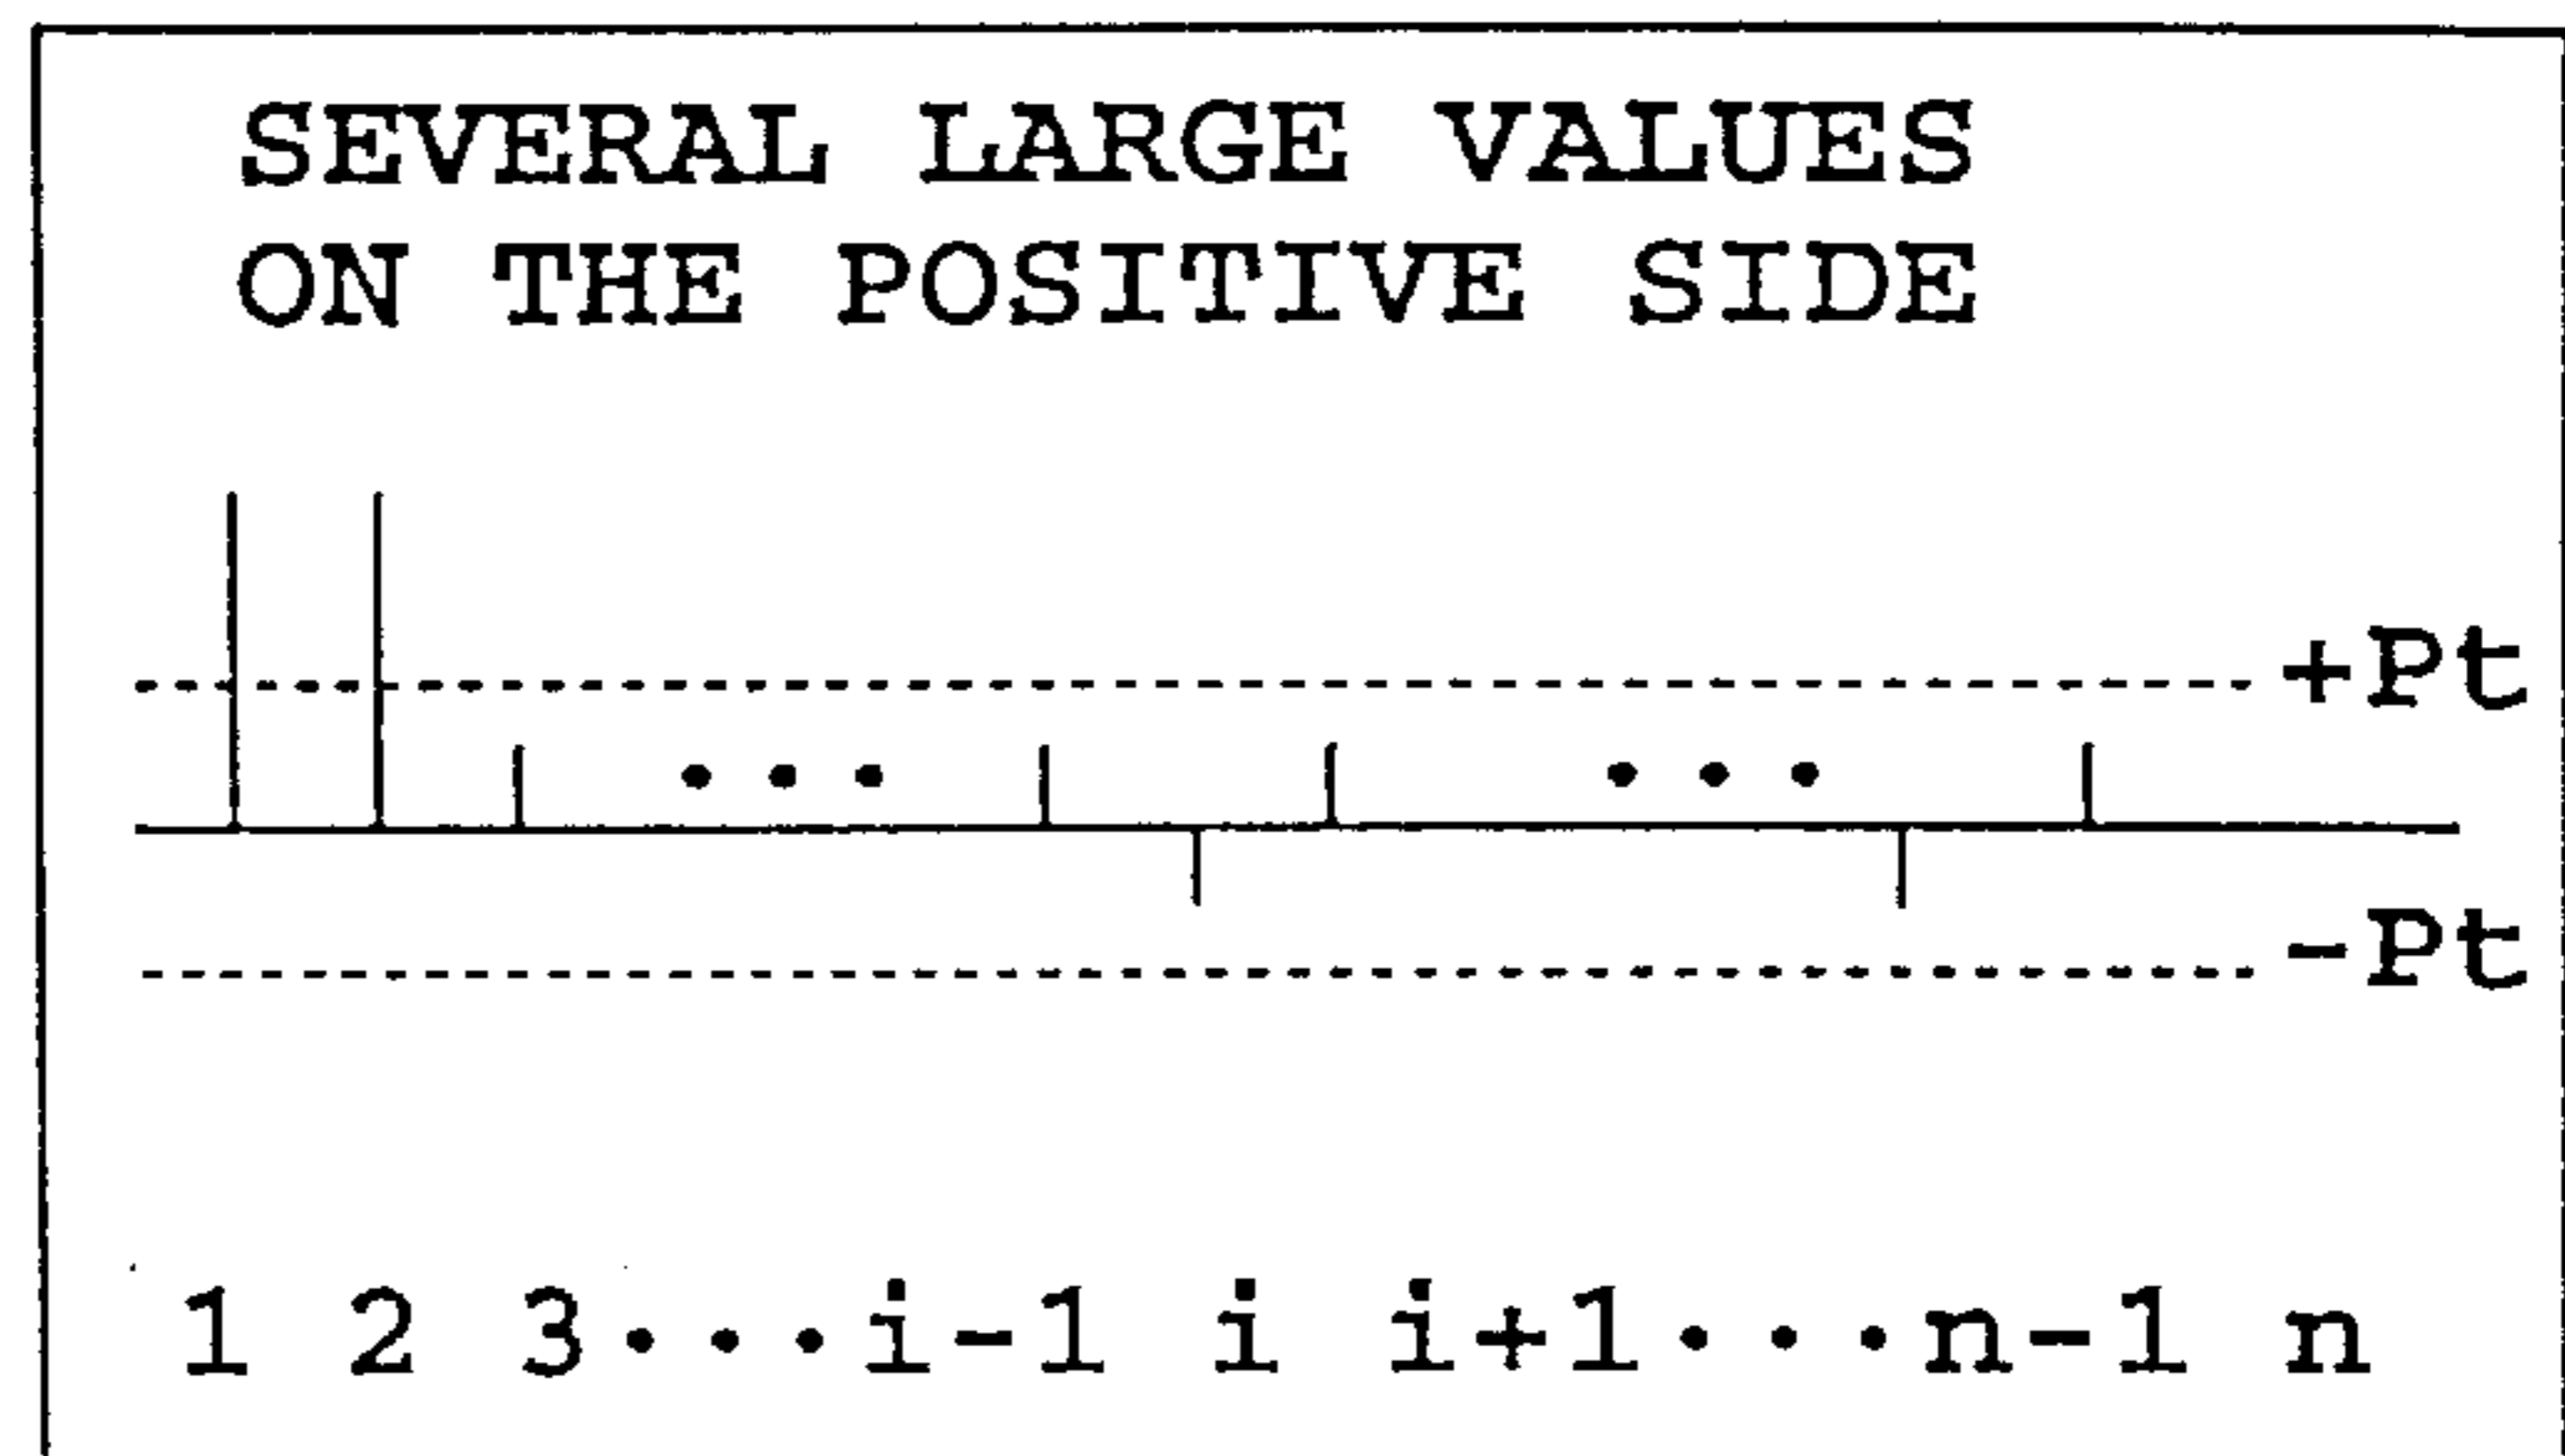 SEVERAL LARGE VALUES
ON THE POSITIVE SIDE
+Pt
-Pt
1 2 3···i-1 i i+1···n-1 n